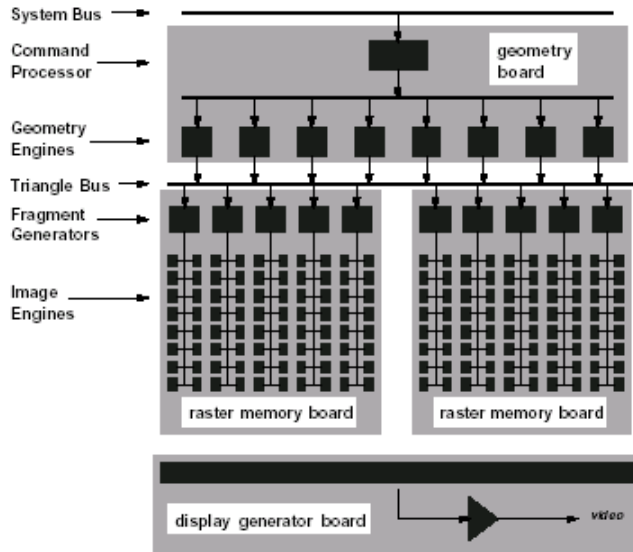 System Bus
Command
Processor
geometry
board
Geometry
Engines
Triangle Bus
Fragment
Generators
Image
Engines
raster memory board
raster memory board
display generator board
video